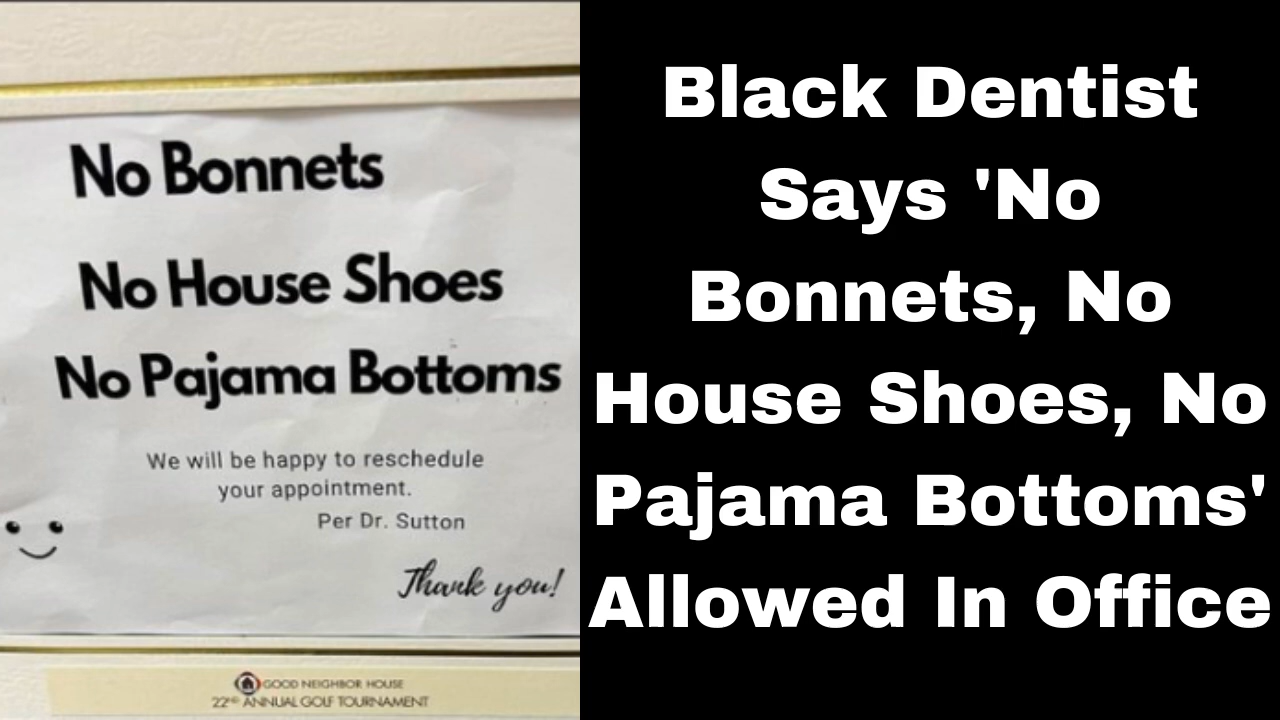 No Bonnets
No House Shoes
No Pajama Bottoms
We will be happy to reschedule
your appointment.
Per Dr. Sutton
Thank you!
GOOD NEIGHBOR HOUSE
22ND ANNUAL GOLF TOURNAMENT
Black Dentist
Says 'No
Bonnets, No
House Shoes, No
Pajama Bottoms'
Allowed In Office